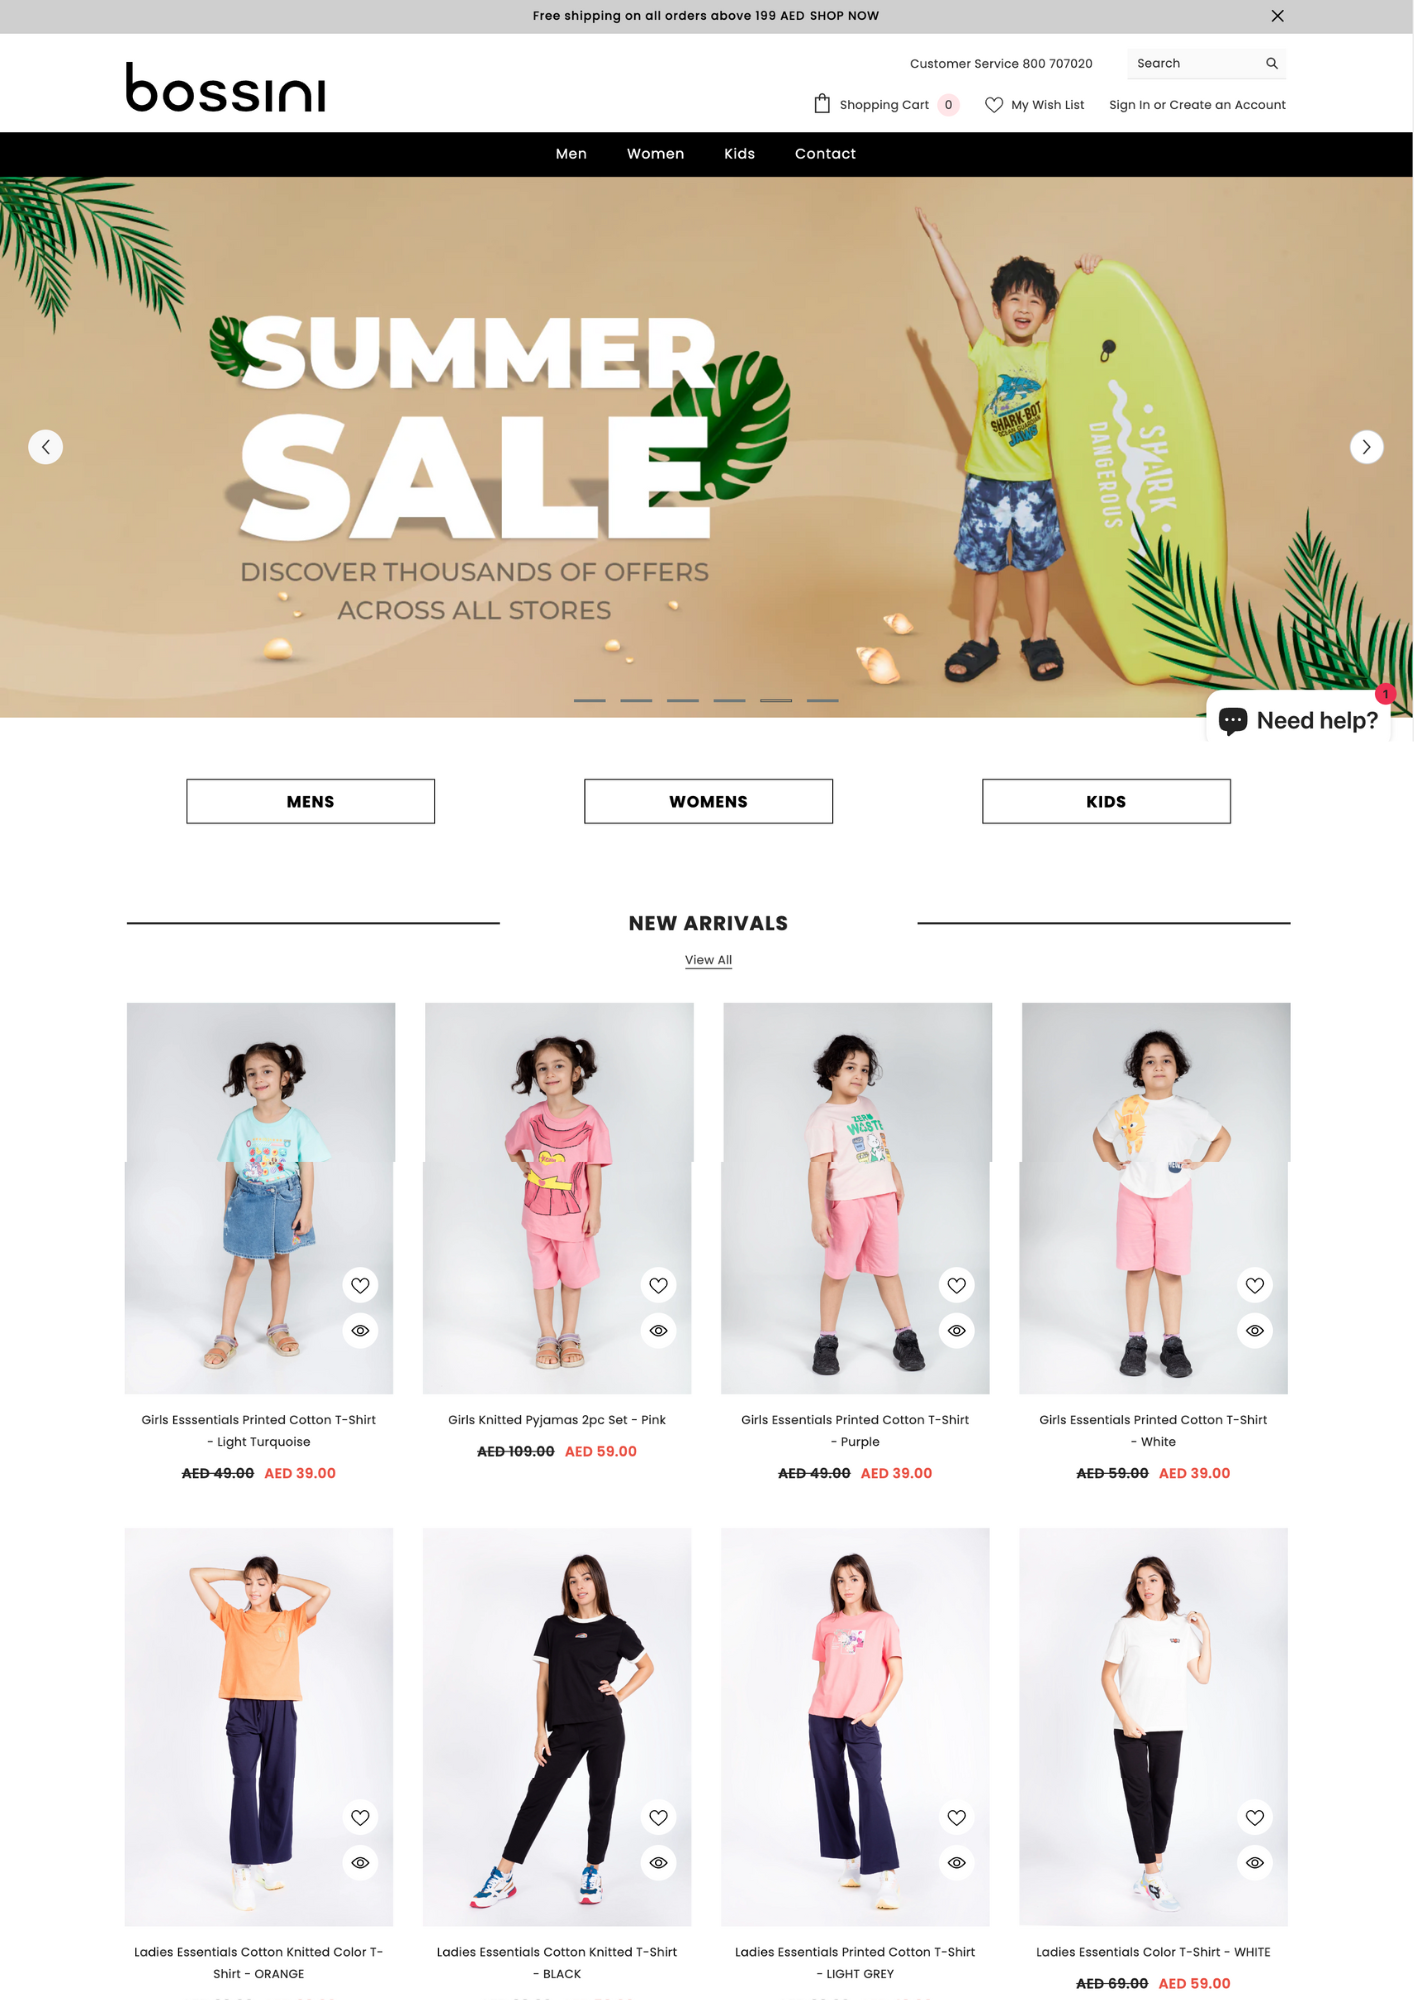 Free shipping on all orders above 199 AED SHOP NOW
bossini
Customer Service 800 707020
Search
Shopping Cart 0
My Wish List
Sign In or Create an Account
Men Women Kids Contact
SUMMER
SALE
DISCOVER THOUSANDS OF OFFERS
ACROSS ALL STORES
SHARK-BOT
JAWS
SHARK
DANGEROUS
1
Need help?
MENS WOMENS KIDS
NEW ARRIVALS
View All
ZERO
WASTE
Girls Esssentials Printed Cotton T-Shirt
- Light Turquoise
AED 49.00 AED 39.00
Girls Knitted Pyjamas 2pc Set - Pink
AED 109.00 AED 59.00
Girls Essentials Printed Cotton T-Shirt
- Purple
AED 49.00 AED 39.00
Girls Essentials Printed Cotton T-Shirt
- White
AED 59.00 AED 39.00
Ladies Essentials Cotton Knitted Color T-
Shirt - ORANGE
Ladies Essentials Cotton Knitted T-Shirt
- BLACK
Ladies Essentials Printed Cotton T-Shirt
- LIGHT GREY
Ladies Essentials Color T-Shirt - WHITE
AED 69.00 AED 59.00